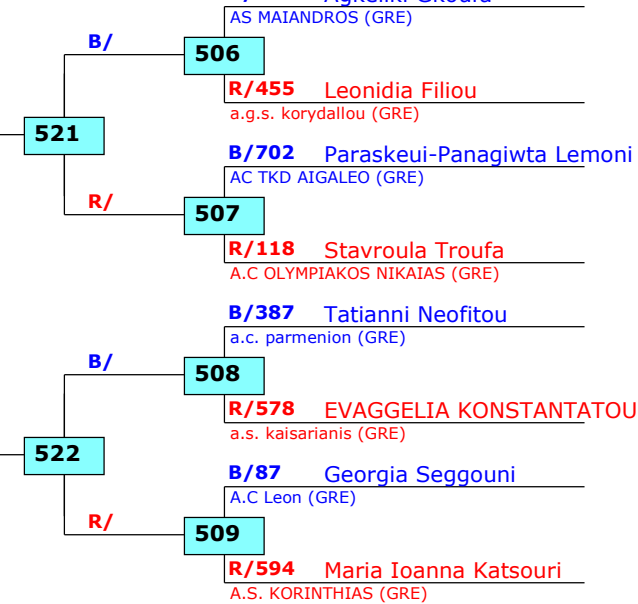 AS MAIANDROS (GRE)
B/
506
R/455 Leonidia Filiou
a.g.s. korydallou (GRE)
521
B/702 Paraskeui-Panagiwta Lemoni
AC TKD AIGALEO (GRE)
R/
507
R/118 Stavroula Troufa
A.C OLYMPIAKOS NIKAIAS (GRE)
B/387 Tatianni Neofitou
a.c. parmenion (GRE)
B/
508
R/578 EVAGGELIA KONSTANTATOU
a.s. kaisarianis (GRE)
522
B/87 Georgia Seggouni
A.C Leon (GRE)
R/
509
R/594 Maria Ioanna Katsouri
A.S. KORINTHIAS (GRE)